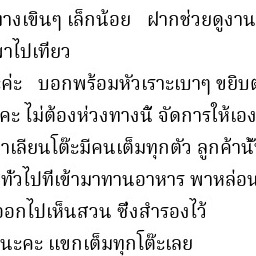 ทางเขินๆ เล็กน้อย ฝากช่วยดูงาน
พาไปเทียว
ค่ะ บอกพร้อมหัวเราะเบาๆ ขยิบต
คะ ไม่ต้องห่วงทางนี้ จัดการให้เอง
าเลียนโต๊ะมีคนเต็มทุกตัว ลูกค้านั
ทั่วไปที่เข้ามาทานอาหาร พาหล่อน
ออกไปเห็นสวน ซึ่งสำรองไว้
นะคะ แขกเต็มทุกโต๊ะเลย